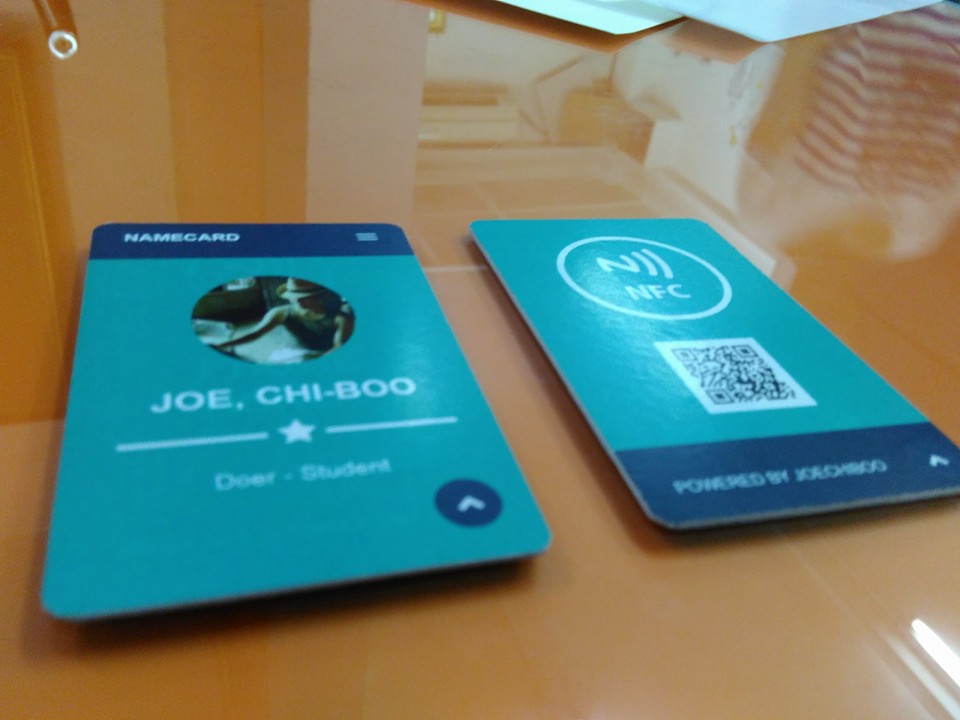 NAMECARD
JOE, CHI-BOO
Doer - Student
NFC
POWERED BY JOECHIBOO